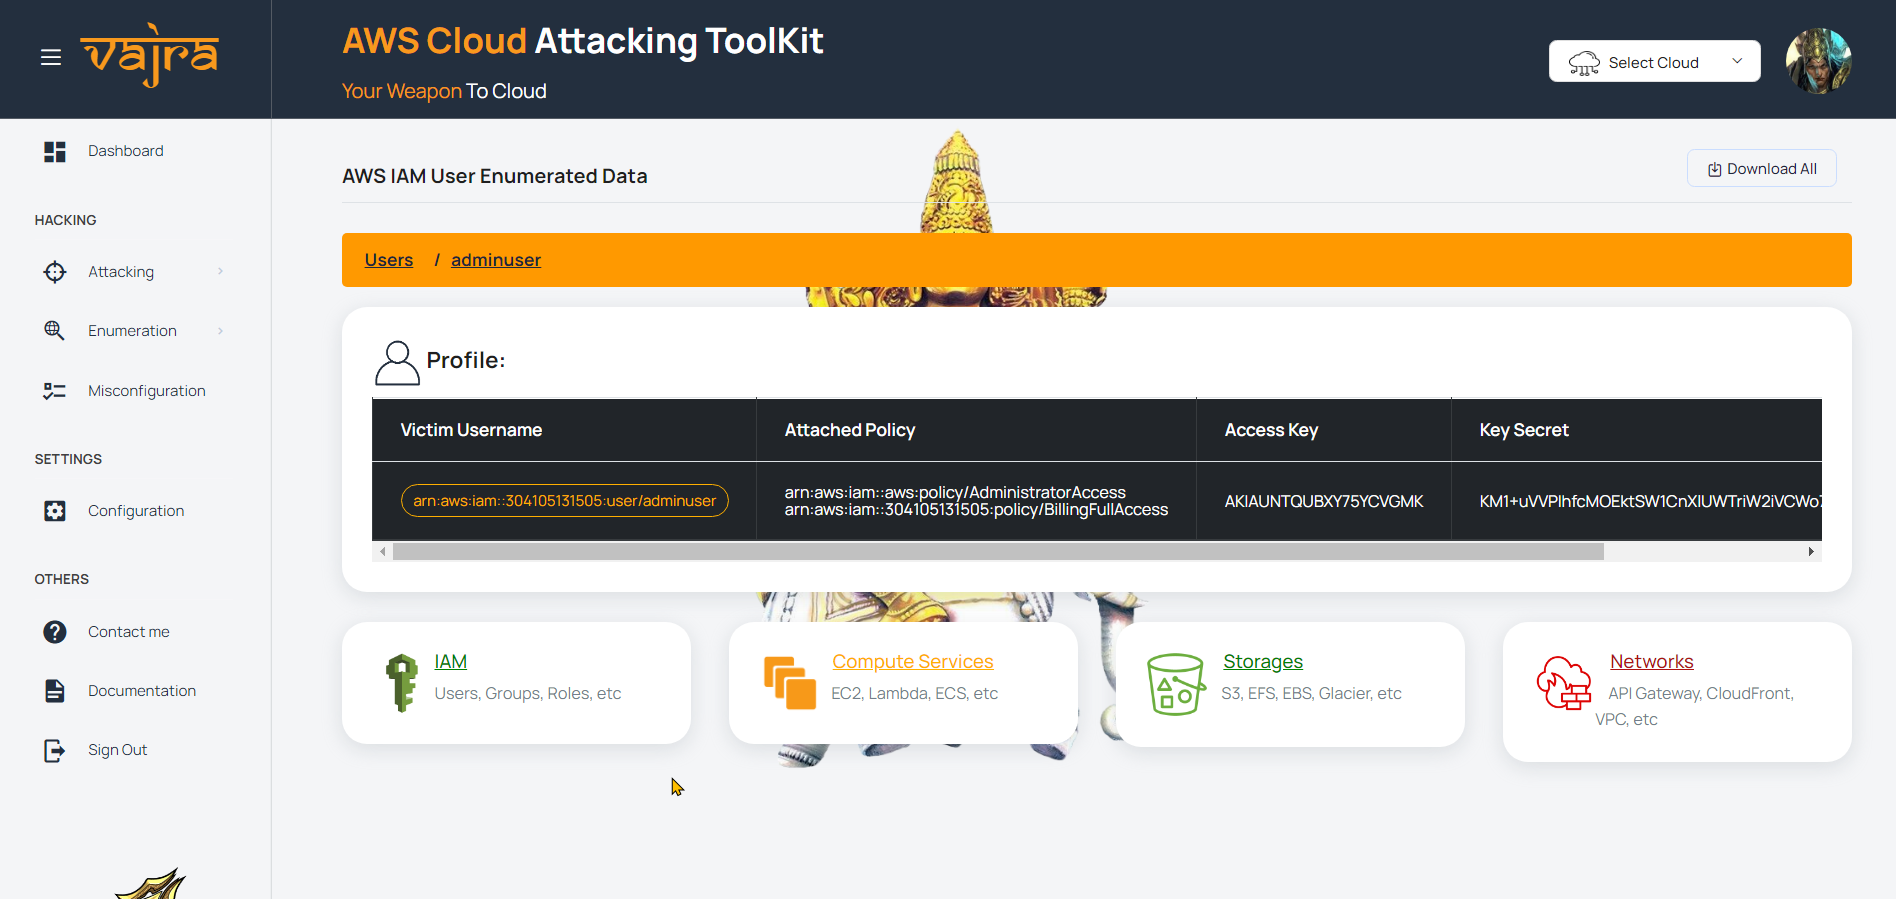 vajra
AWS Cloud Attacking ToolKit
Your Weapon To Cloud
Select Cloud
Dashboard
HACKING
Attacking
Enumeration
Misconfiguration
SETTINGS
Configuration
OTHERS
Contact me
Documentation
Sign Out
AWS IAM User Enumerated Data
Download All
Users / adminuser
Profile:
Victim Username Attached Policy Access Key Key Secret
arn:aws:iam::304105131505:user/adminuser
arn:aws:iam::aws:policy/AdministratorAccess
arn:aws:iam::304105131505:policy/BillingFullAccess
AKIAUNTQUBXY75YCVGMK
IAM
Users, Groups, Roles, etc
Compute Services
EC2, Lambda, ECS, etc
Storages
S3, EFS, EBS, Glacier, etc
Networks
API Gateway, CloudFront,
VPC, etc